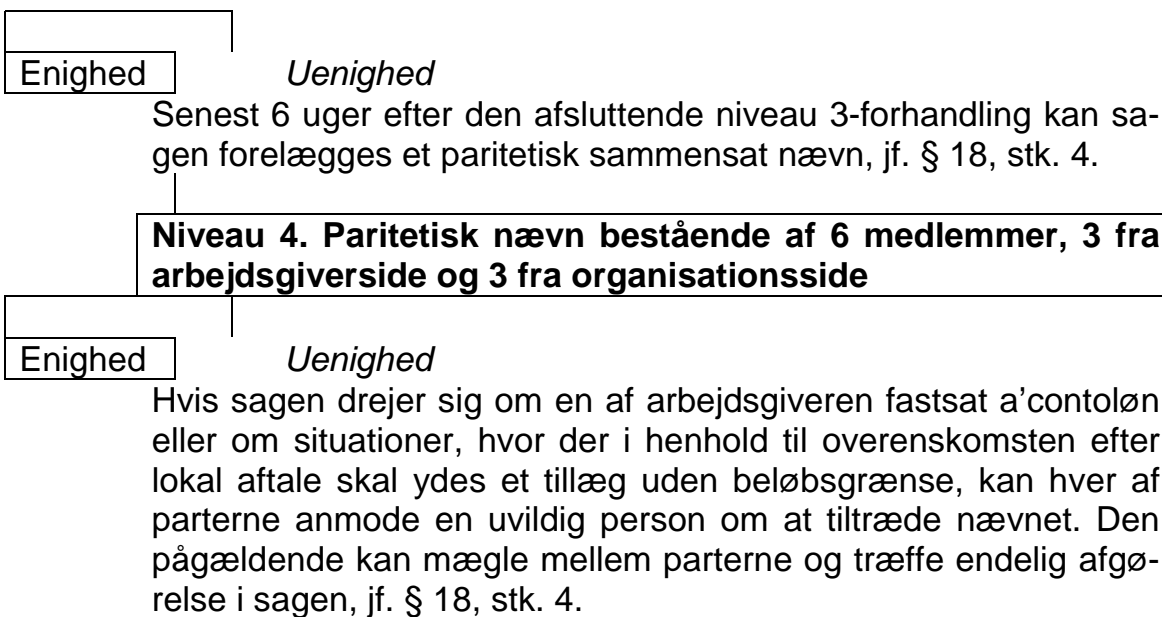 Enighed Uenighed
Senest 6 uger efter den afsluttende niveau 3-forhandling kan sa-
gen forelægges et paritetisk sammensat nævn, jf. § 18, stk. 4.
Niveau 4. Paritetisk nævn bestående af 6 medlemmer, 3 fra
arbejdsgiverside og 3 fra organisationsside
Enighed Uenighed
Hvis sagen drejer sig om en af arbejdsgiveren fastsat a’contoløn
eller om situationer, hvor der i henhold til overenskomsten efter
lokal aftale skal ydes et tillæg uden beløbsgrænse, kan hver af
parterne anmode en uvildig person om at tiltræde nævnet. Den
pågældende kan mægle mellem parterne og træffe endelig afgø-
relse i sagen, jf. § 18, stk. 4.